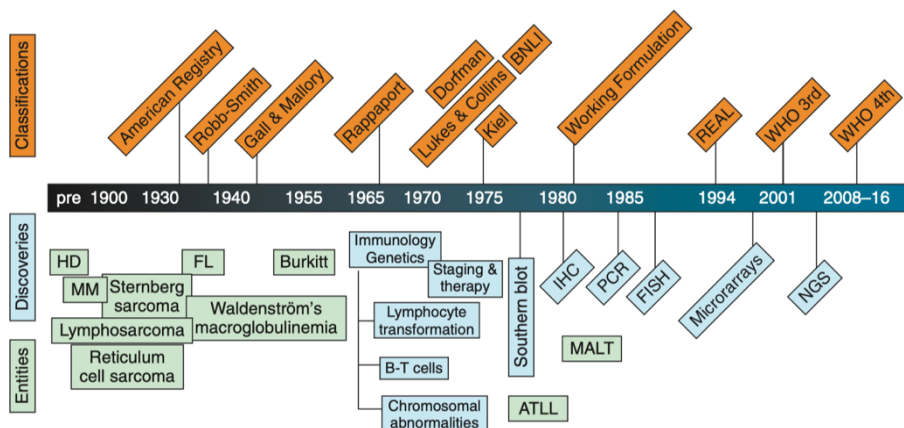 Classifications
American Registry
Robb-Smith
Gall & Mallory
Rappaport
Dorfman
Lukes & Collins
BNLI
Kiel
Working Formulation
REAL
WHO 3rd
WHO 4th
pre 1900 1930 1940 1955 1965 1970 1975 1980 1985 1994 2001 2008–16
Discoveries
Entities
HD
MM
Sternberg
sarcoma
Lymphosarcoma
Reticulum
cell sarcoma
FL
Waldenström's
macroglobulinemia
Burkitt
Immunology
Genetics
Staging &
therapy
Lymphocyte
transformation
B-T cells
Chromosomal
abnormalities
Southern blot
IHC
PCR
FISH
Microrarrays
NGS
MALT
ATLL